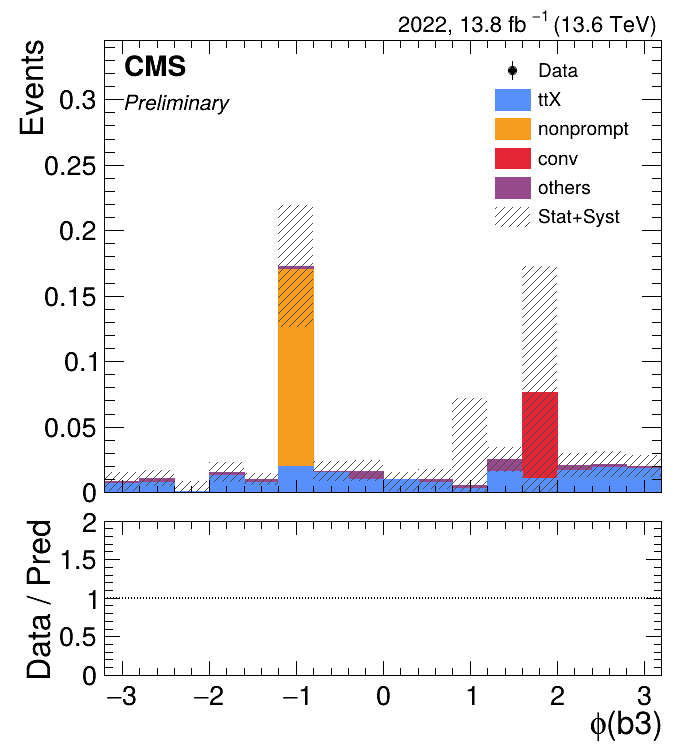 2022, 13.8 fb⁻¹ (13.6 TeV)
Events
CMS
Preliminary
Data
ttX
nonprompt
conv
others
Stat+Syst
0.3
0.25
0.2
0.15
0.1
0.05
0
Data / Pred
2
1.5
1
0.5
0
−3 −2 −1 0 1 2 3
ϕ(b3)